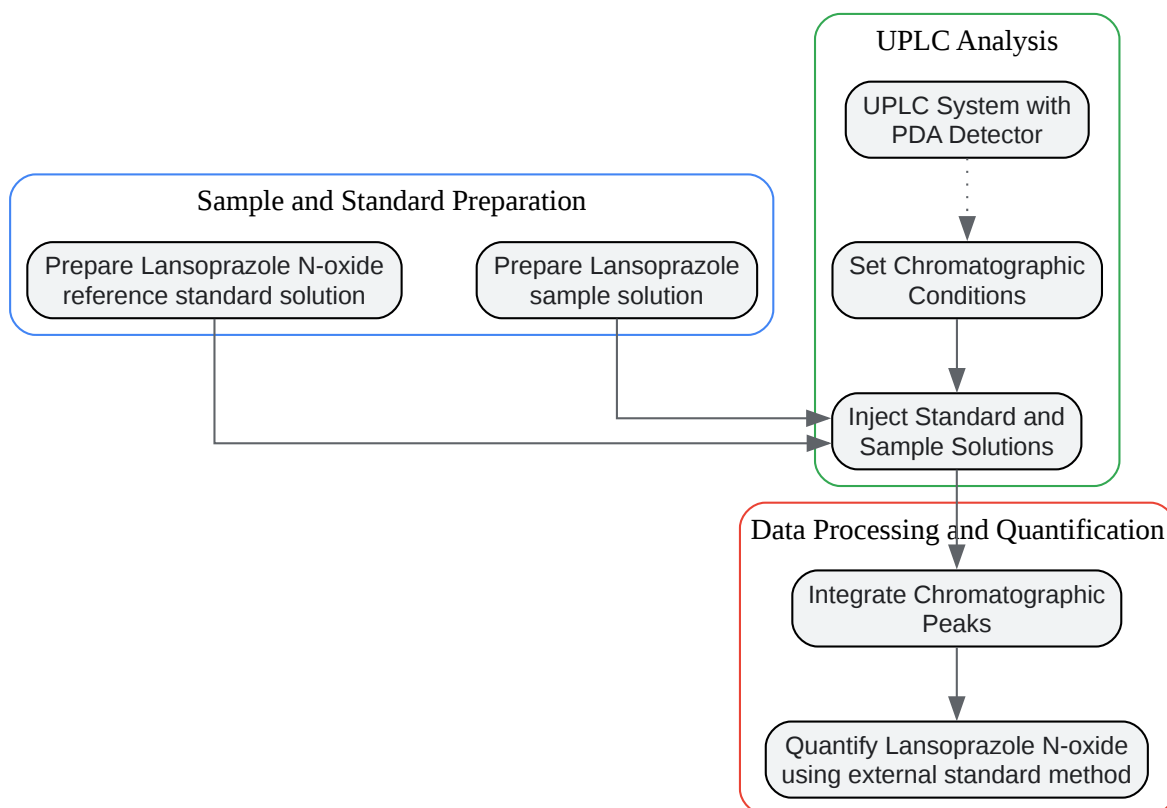 UPLC Analysis
UPLC System with
PDA Detector
Sample and Standard Preparation
Prepare Lansoprazole N-oxide
reference standard solution
Prepare Lansoprazole
sample solution
Set Chromatographic
Conditions
Inject Standard and
Sample Solutions
Data Processing and Quantification
Integrate Chromatographic
Peaks
Quantify Lansoprazole N-oxide
using external standard method